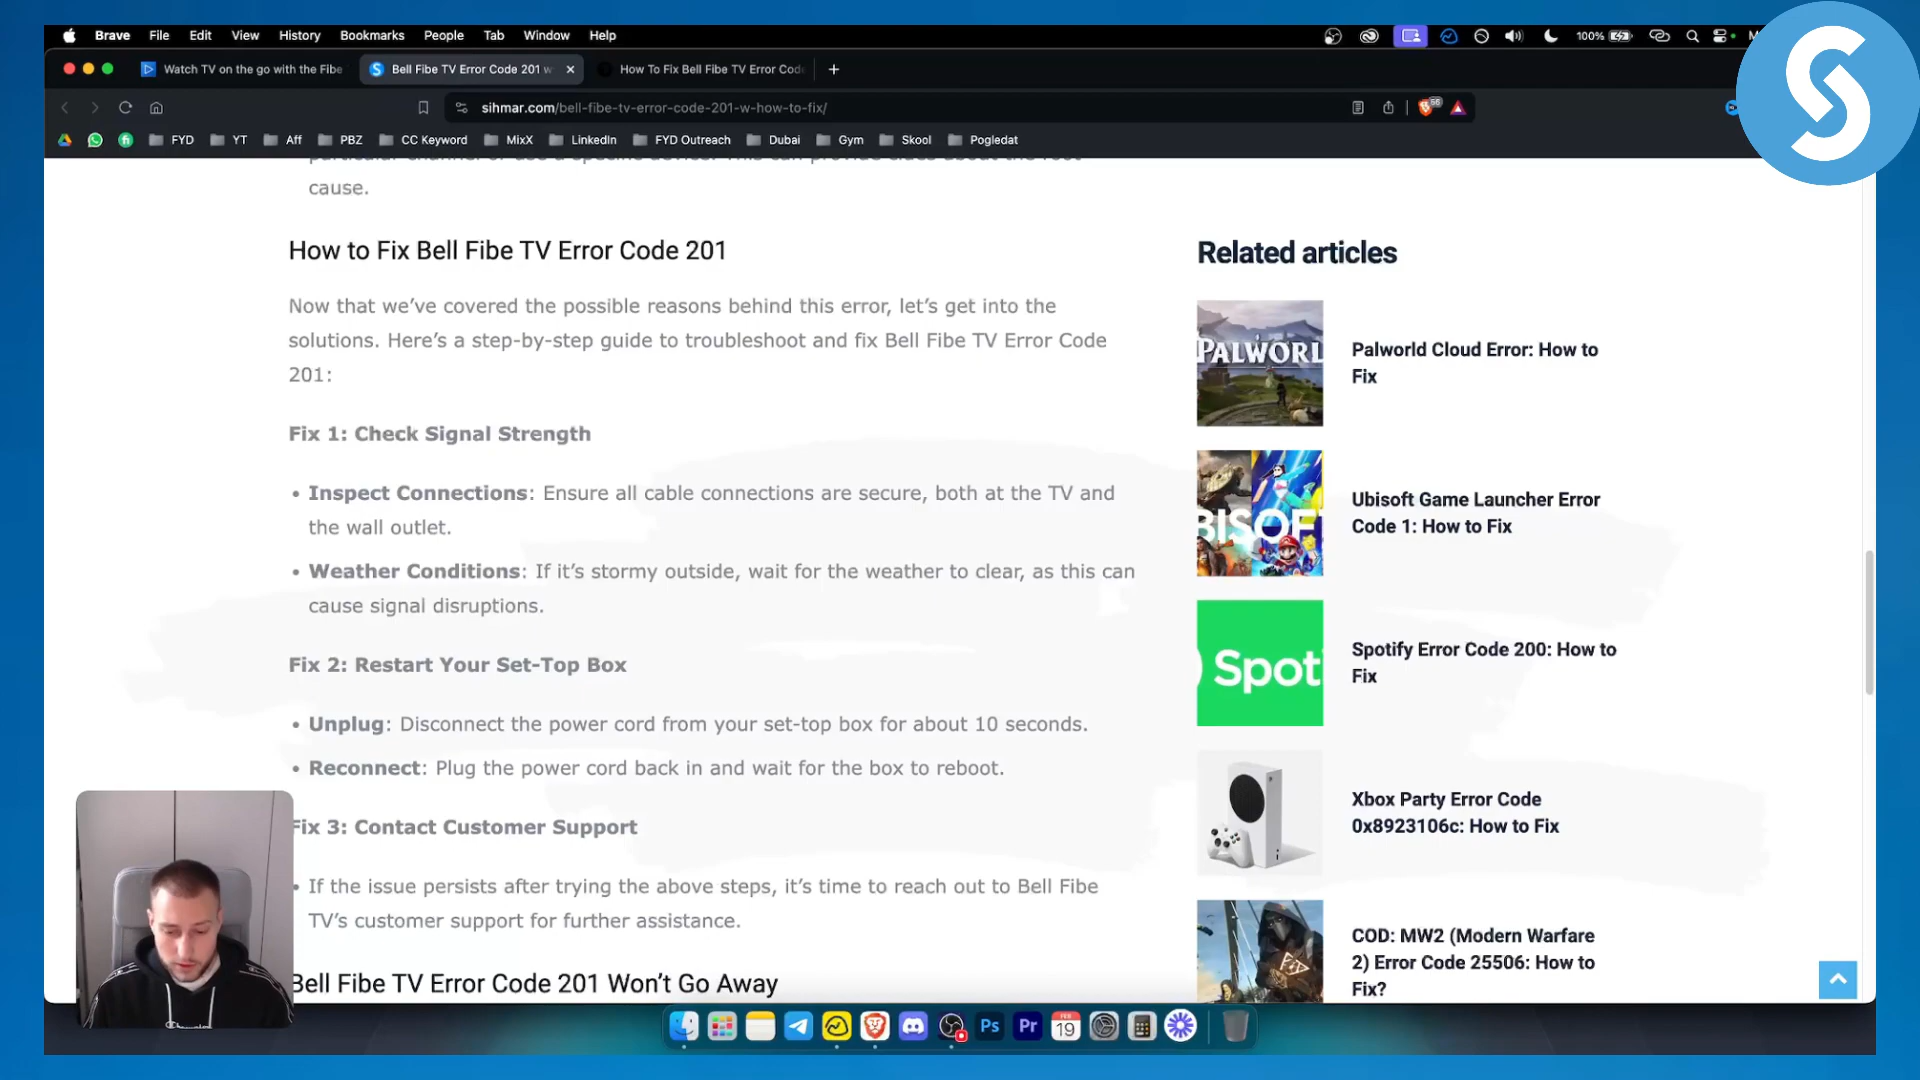 Brave File Edit View History Bookmarks People Tab Window Help 100%
Watch TV on the go with the Fibe
Bell Fibe TV Error Code 201 w
How To Fix Bell Fibe TV Error Code
sihmar.com/bell-fibe-tv-error-code-201-w-how-to-fix/
56
FYD YT Aff PBZ CC Keyword MixX LinkedIn FYD Outreach Dubai Gym Skool Pogledat
cause.
How to Fix Bell Fibe TV Error Code 201
Now that we’ve covered the possible reasons behind this error, let’s get into the
solutions. Here’s a step-by-step guide to troubleshoot and fix Bell Fibe TV Error Code
201:
Fix 1: Check Signal Strength
• Inspect Connections: Ensure all cable connections are secure, both at the TV and
the wall outlet.
• Weather Conditions: If it’s stormy outside, wait for the weather to clear, as this can
cause signal disruptions.
Fix 2: Restart Your Set-Top Box
• Unplug: Disconnect the power cord from your set-top box for about 10 seconds.
• Reconnect: Plug the power cord back in and wait for the box to reboot.
Fix 3: Contact Customer Support
• If the issue persists after trying the above steps, it’s time to reach out to Bell Fibe
TV’s customer support for further assistance.
Bell Fibe TV Error Code 201 Won’t Go Away
Related articles
PALWORL
Palworld Cloud Error: How to
Fix
BISOFT
Ubisoft Game Launcher Error
Code 1: How to Fix
Spoti
Spotify Error Code 200: How to
Fix
Xbox Party Error Code
0x8923106c: How to Fix
COD: MW2 (Modern Warfare
2) Error Code 25506: How to
Fix?
Ps Pr FEB 19